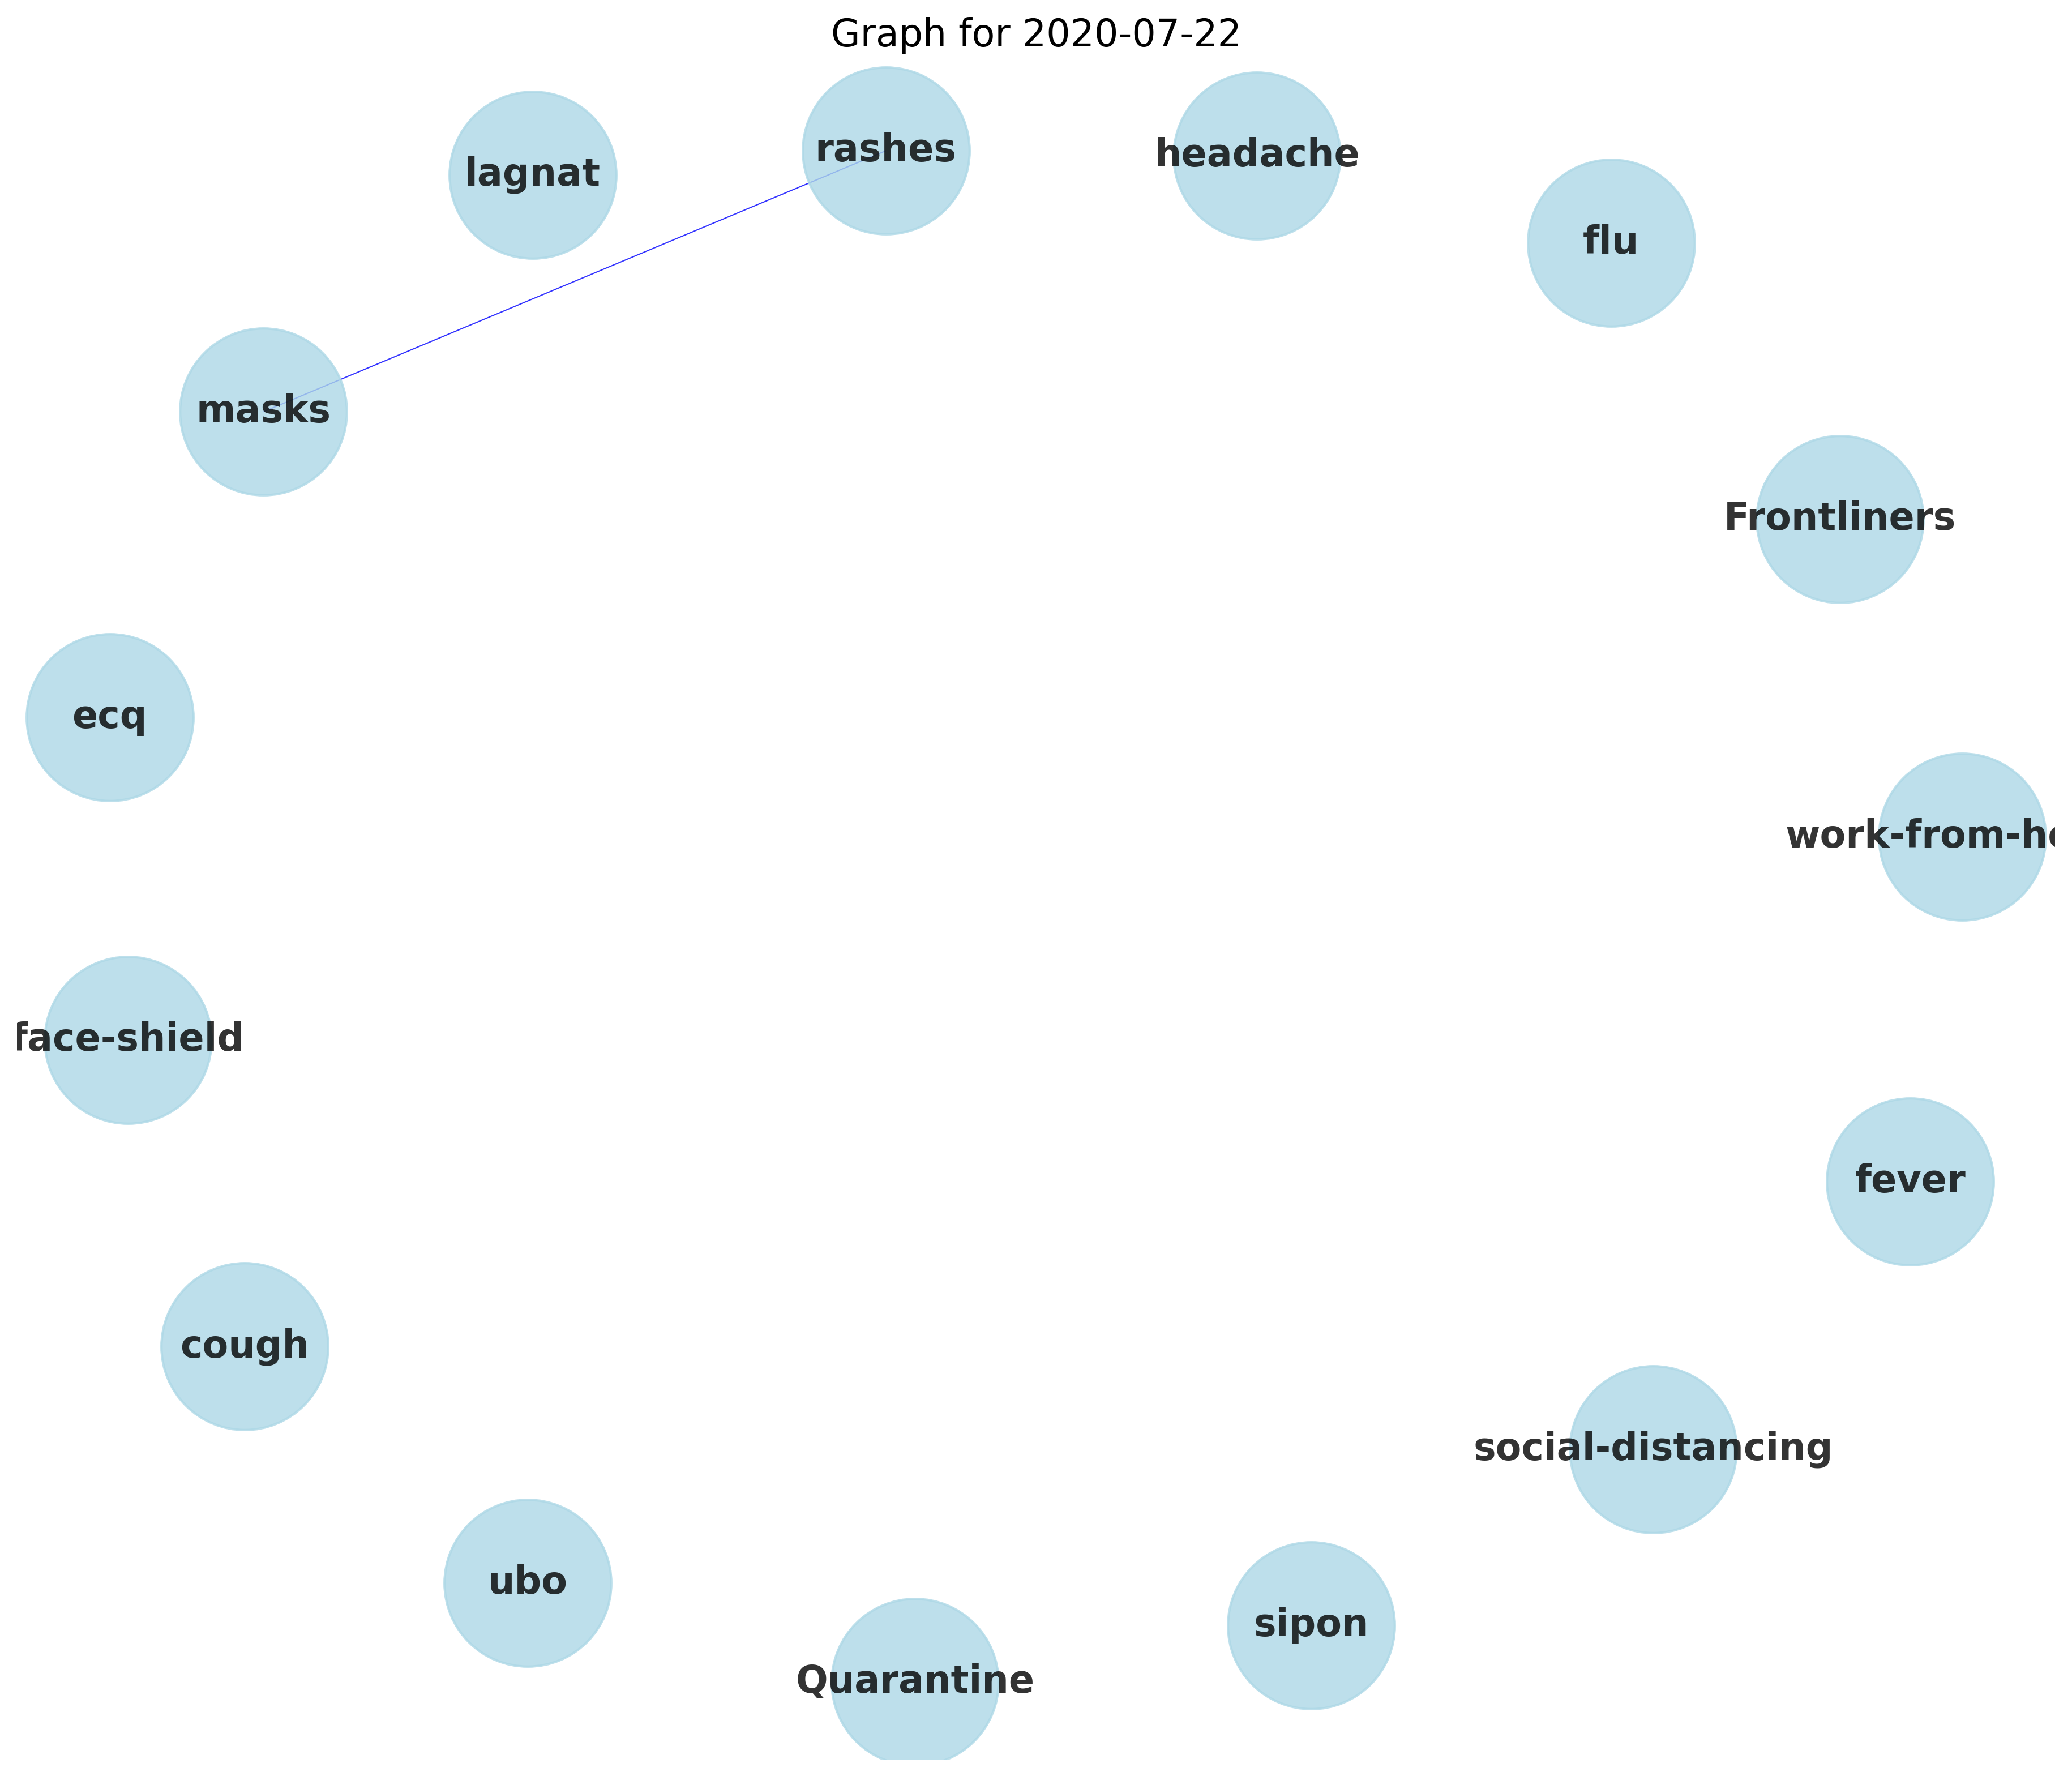 Graph for 2020-07-22
rashes
headache
lagnat
flu
masks
Frontliners
ecq
work-from-h
face-shield
fever
cough
social-distancing
ubo
sipon
Quarantine